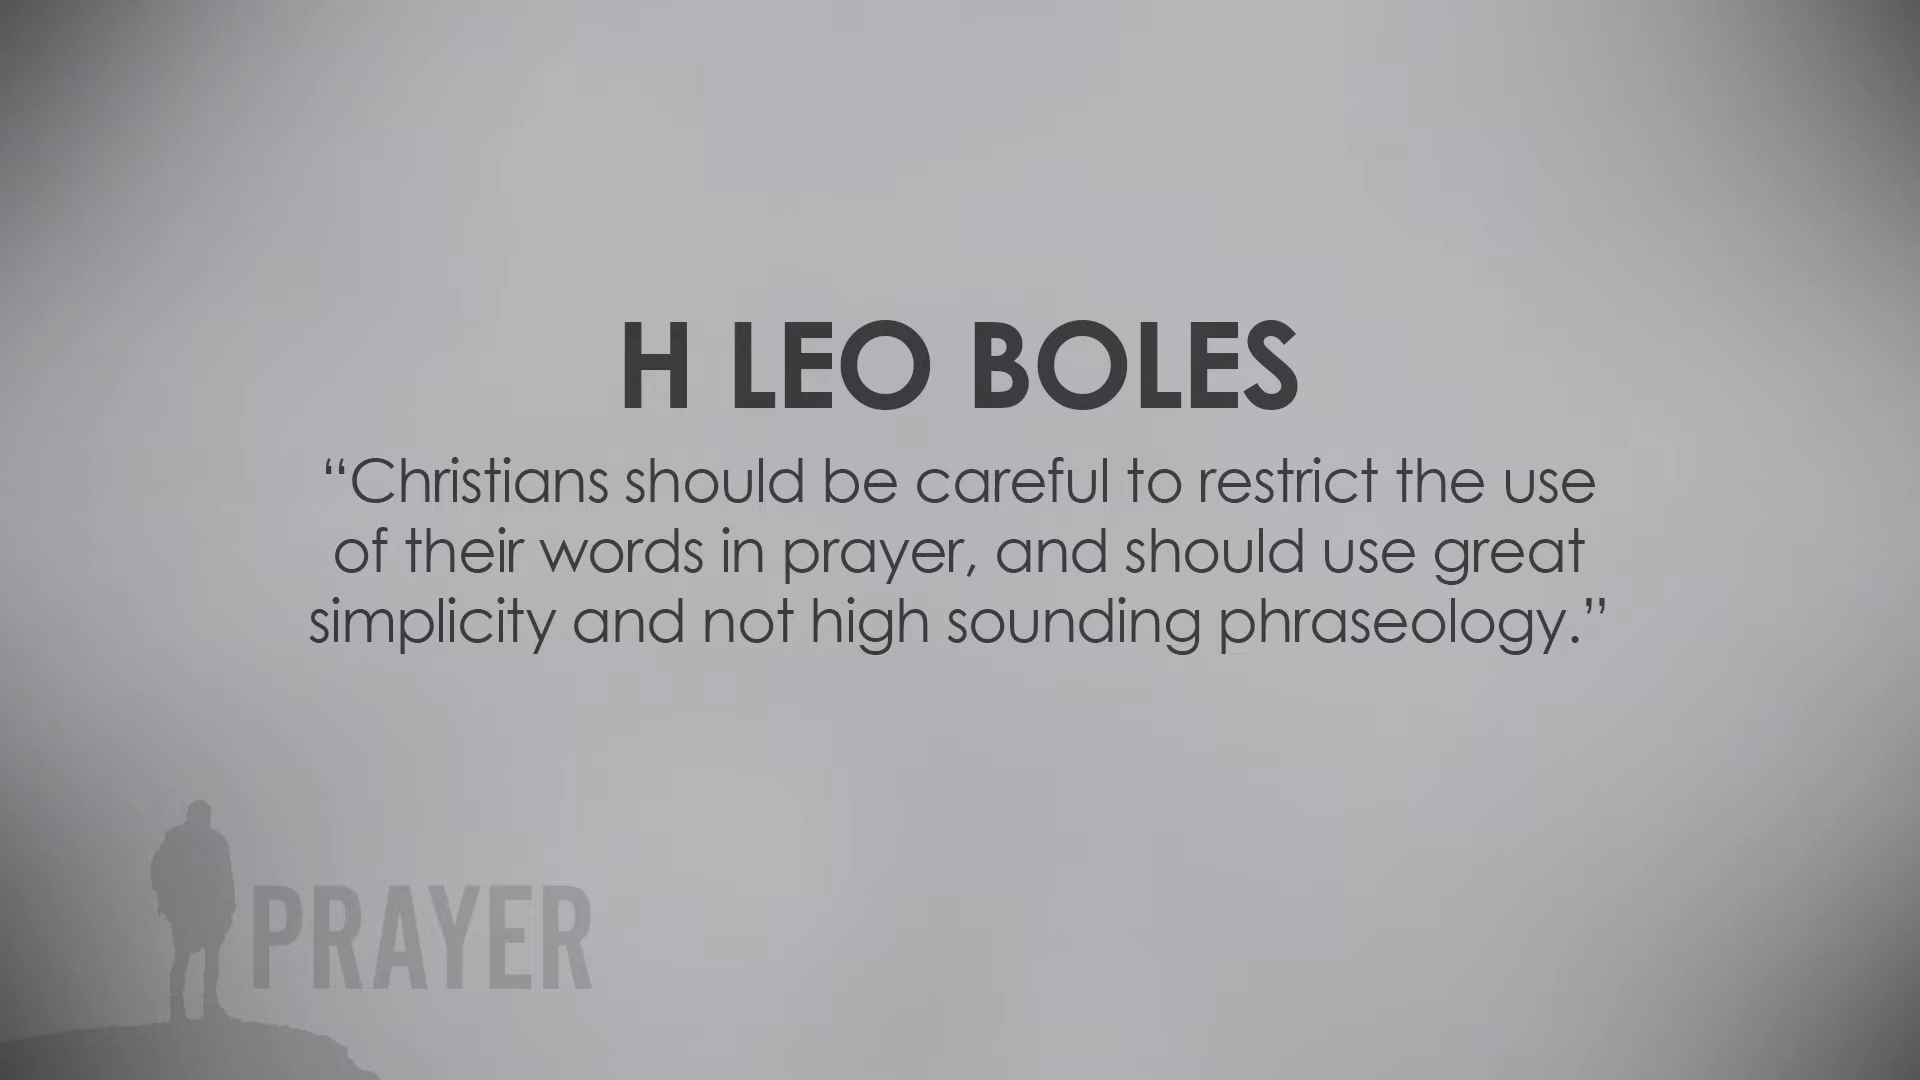 H LEO BOLES
“Christians should be careful to restrict the use
of their words in prayer, and should use great
simplicity and not high sounding phraseology.”
PRAYER